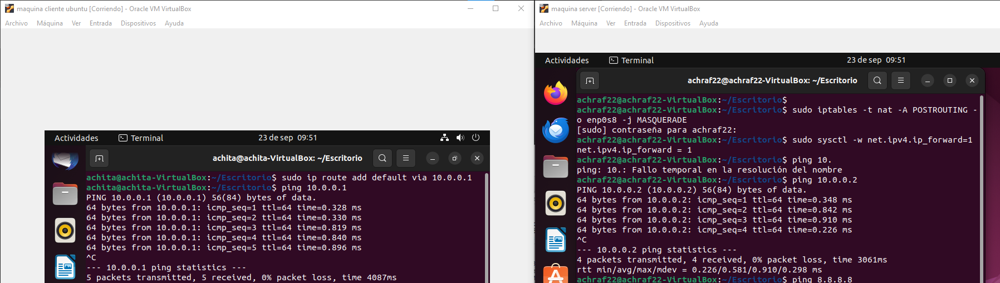 maquina cliente ubuntu [Corriendo] - Oracle VM VirtualBox
Archivo Máquina Ver Entrada Dispositivos Ayuda
Actividades Terminal 23 de sep 09:51
achita@achita-VirtualBox: ~/Escritorio
achita@achita-VirtualBox:~/Escritorio$ sudo ip route add default via 10.0.0.1
achita@achita-VirtualBox:~/Escritorio$ ping 10.0.0.1
PING 10.0.0.1 (10.0.0.1) 56(84) bytes of data.
64 bytes from 10.0.0.1: icmp_seq=1 ttl=64 time=0.328 ms
64 bytes from 10.0.0.1: icmp_seq=2 ttl=64 time=0.330 ms
64 bytes from 10.0.0.1: icmp_seq=3 ttl=64 time=0.819 ms
64 bytes from 10.0.0.1: icmp_seq=4 ttl=64 time=0.840 ms
64 bytes from 10.0.0.1: icmp_seq=5 ttl=64 time=0.896 ms
^C
--- 10.0.0.1 ping statistics ---
5 packets transmitted, 5 received, 0% packet loss, time 4087ms
maquina server [Corriendo] - Oracle VM VirtualBox
Archivo Máquina Ver Entrada Dispositivos Ayuda
Actividades Terminal 23 de sep 09:51
achraf22@achraf22-VirtualBox: ~/Escritorio
achraf22@achraf22-VirtualBox:~/Escritorio$
achraf22@achraf22-VirtualBox:~/Escritorio$ sudo iptables -t nat -A POSTROUTING -
o enp0s8 -j MASQUERADE
[sudo] contraseña para achraf22:
achraf22@achraf22-VirtualBox:~/Escritorio$ sudo sysctl -w net.ipv4.ip_forward=1
net.ipv4.ip_forward = 1
achraf22@achraf22-VirtualBox:~/Escritorio$ ping 10.
ping: 10.: Fallo temporal en la resolución del nombre
achraf22@achraf22-VirtualBox:~/Escritorio$ ping 10.0.0.2
PING 10.0.0.2 (10.0.0.2) 56(84) bytes of data.
64 bytes from 10.0.0.2: icmp_seq=1 ttl=64 time=0.348 ms
64 bytes from 10.0.0.2: icmp_seq=2 ttl=64 time=0.842 ms
64 bytes from 10.0.0.2: icmp_seq=3 ttl=64 time=0.910 ms
64 bytes from 10.0.0.2: icmp_seq=4 ttl=64 time=0.226 ms
^C
--- 10.0.0.2 ping statistics ---
4 packets transmitted, 4 received, 0% packet loss, time 3061ms
rtt min/avg/max/mdev = 0.226/0.581/0.910/0.298 ms
achraf22@achraf22-VirtualBox:~/Escritorio$ ping 8.8.8.8